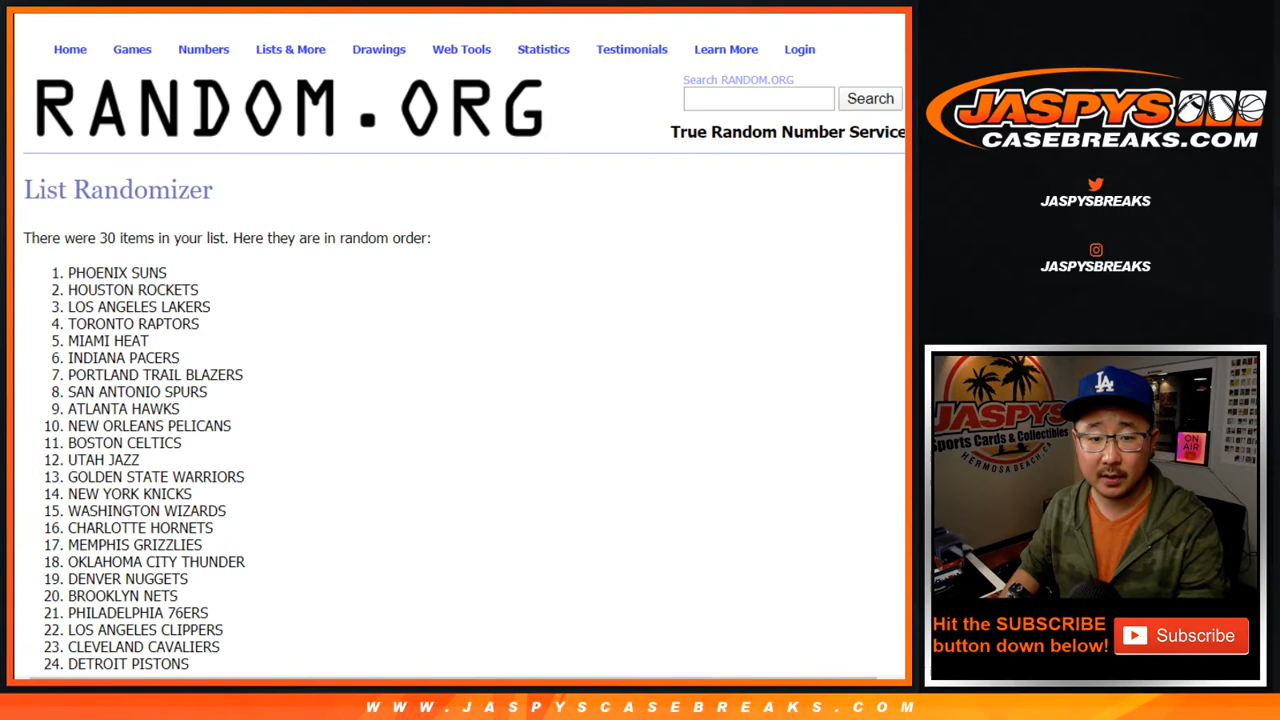 Home Games Numbers Lists & More Drawings Web Tools Statistics Testimonials Learn More Login
RANDOM.ORG
Search RANDOM.ORG
Search
True Random Number Service
List Randomizer
There were 30 items in your list. Here they are in random order:
1. PHOENIX SUNS
2. HOUSTON ROCKETS
3. LOS ANGELES LAKERS
4. TORONTO RAPTORS
5. MIAMI HEAT
6. INDIANA PACERS
7. PORTLAND TRAIL BLAZERS
8. SAN ANTONIO SPURS
9. ATLANTA HAWKS
10. NEW ORLEANS PELICANS
11. BOSTON CELTICS
12. UTAH JAZZ
13. GOLDEN STATE WARRIORS
14. NEW YORK KNICKS
15. WASHINGTON WIZARDS
16. CHARLOTTE HORNETS
17. MEMPHIS GRIZZLIES
18. OKLAHOMA CITY THUNDER
19. DENVER NUGGETS
20. BROOKLYN NETS
21. PHILADELPHIA 76ERS
22. LOS ANGELES CLIPPERS
23. CLEVELAND CAVALIERS
24. DETROIT PISTONS
JASPYS
CASEBREAKS.COM
JASPYSBREAKS
JASPYSBREAKS
JASPYS
Sports Cards & Collectibles
HERMOSA BEACH, CA
LA
ON AIR
Hit the SUBSCRIBE
button down below!
Subscribe
WWW.JASPYSCASEBREAKS.COM